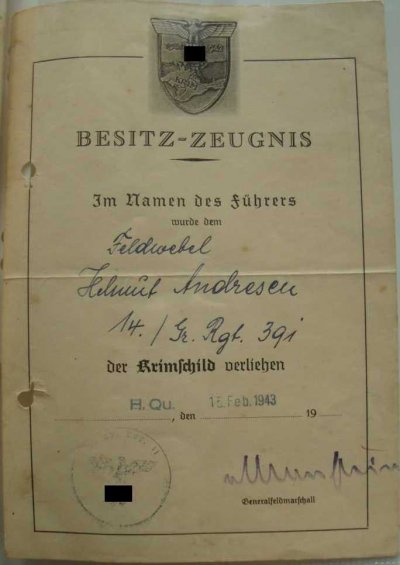 BESITZ-ZEUGNIS
Im Namen des Führers
wurde dem
Feldwebel
Helmut Andresen
14./Gr. Rgt. 391
der Krimschild verliehen
H. Qu. , den 15. Feb. 1943 19
v Manstein
Generalfeldmarschall